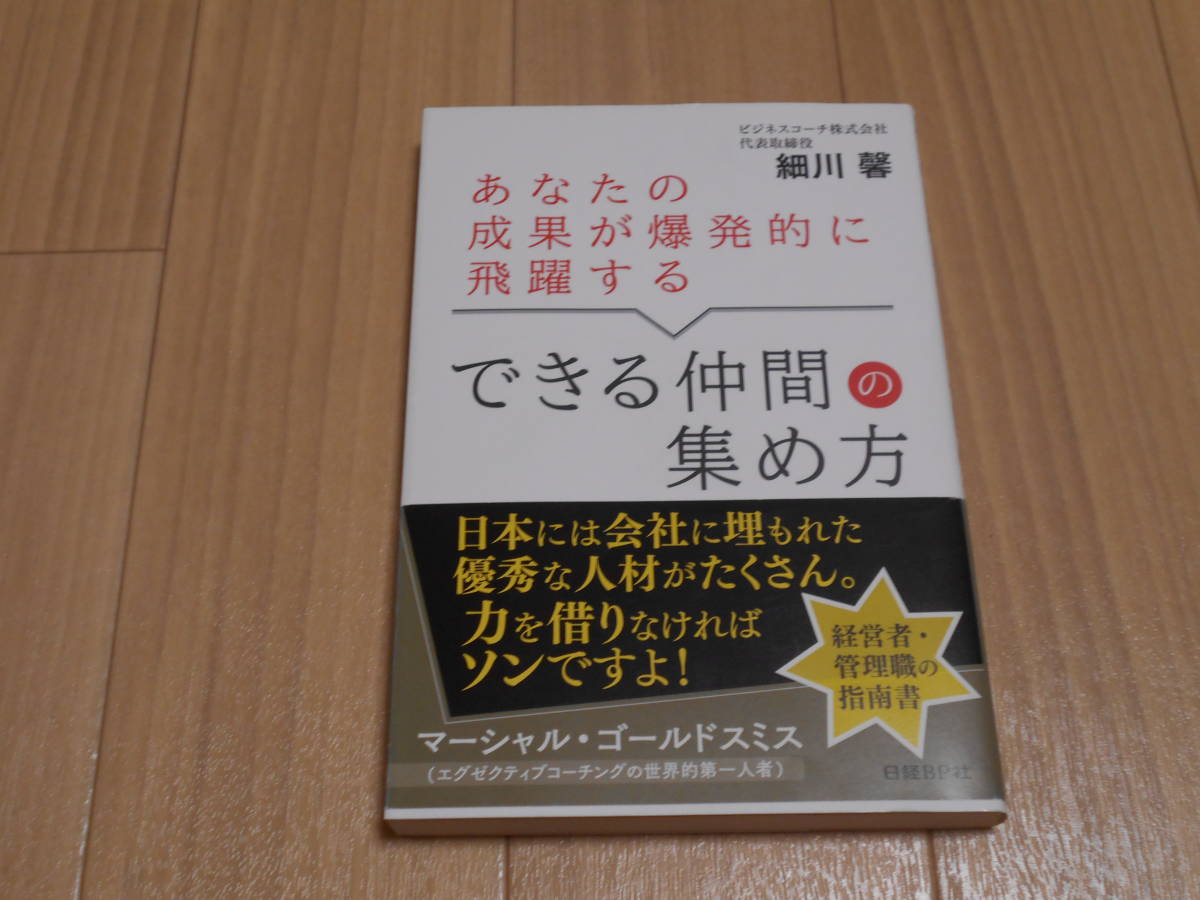 ビジネスコーチ株式会社
代表取締役
細川 馨
あなたの
成果が爆発的に
飛躍する
できる仲間の
集め方
日本には会社に埋もれた
優秀な人材がたくさん。
力を借りなければ
ソンですよ!
経営者・
管理職の
指南書
マーシャル・ゴールドスミス
(エグゼクティブコーチングの世界的第一人者)
日経BP社